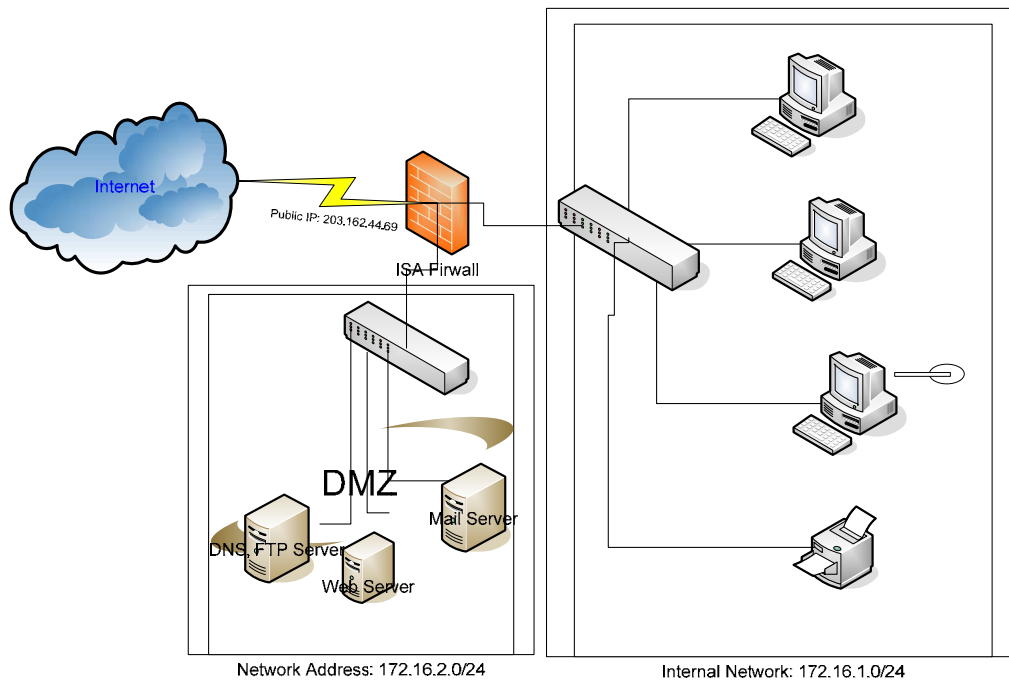 Internet
Public IP: 203.162.44.69
ISA Firwall
DMZ
Mail Server
DNS, FTP Server
Web Server
Network Address: 172.16.2.0/24
Internal Network: 172.16.1.0/24